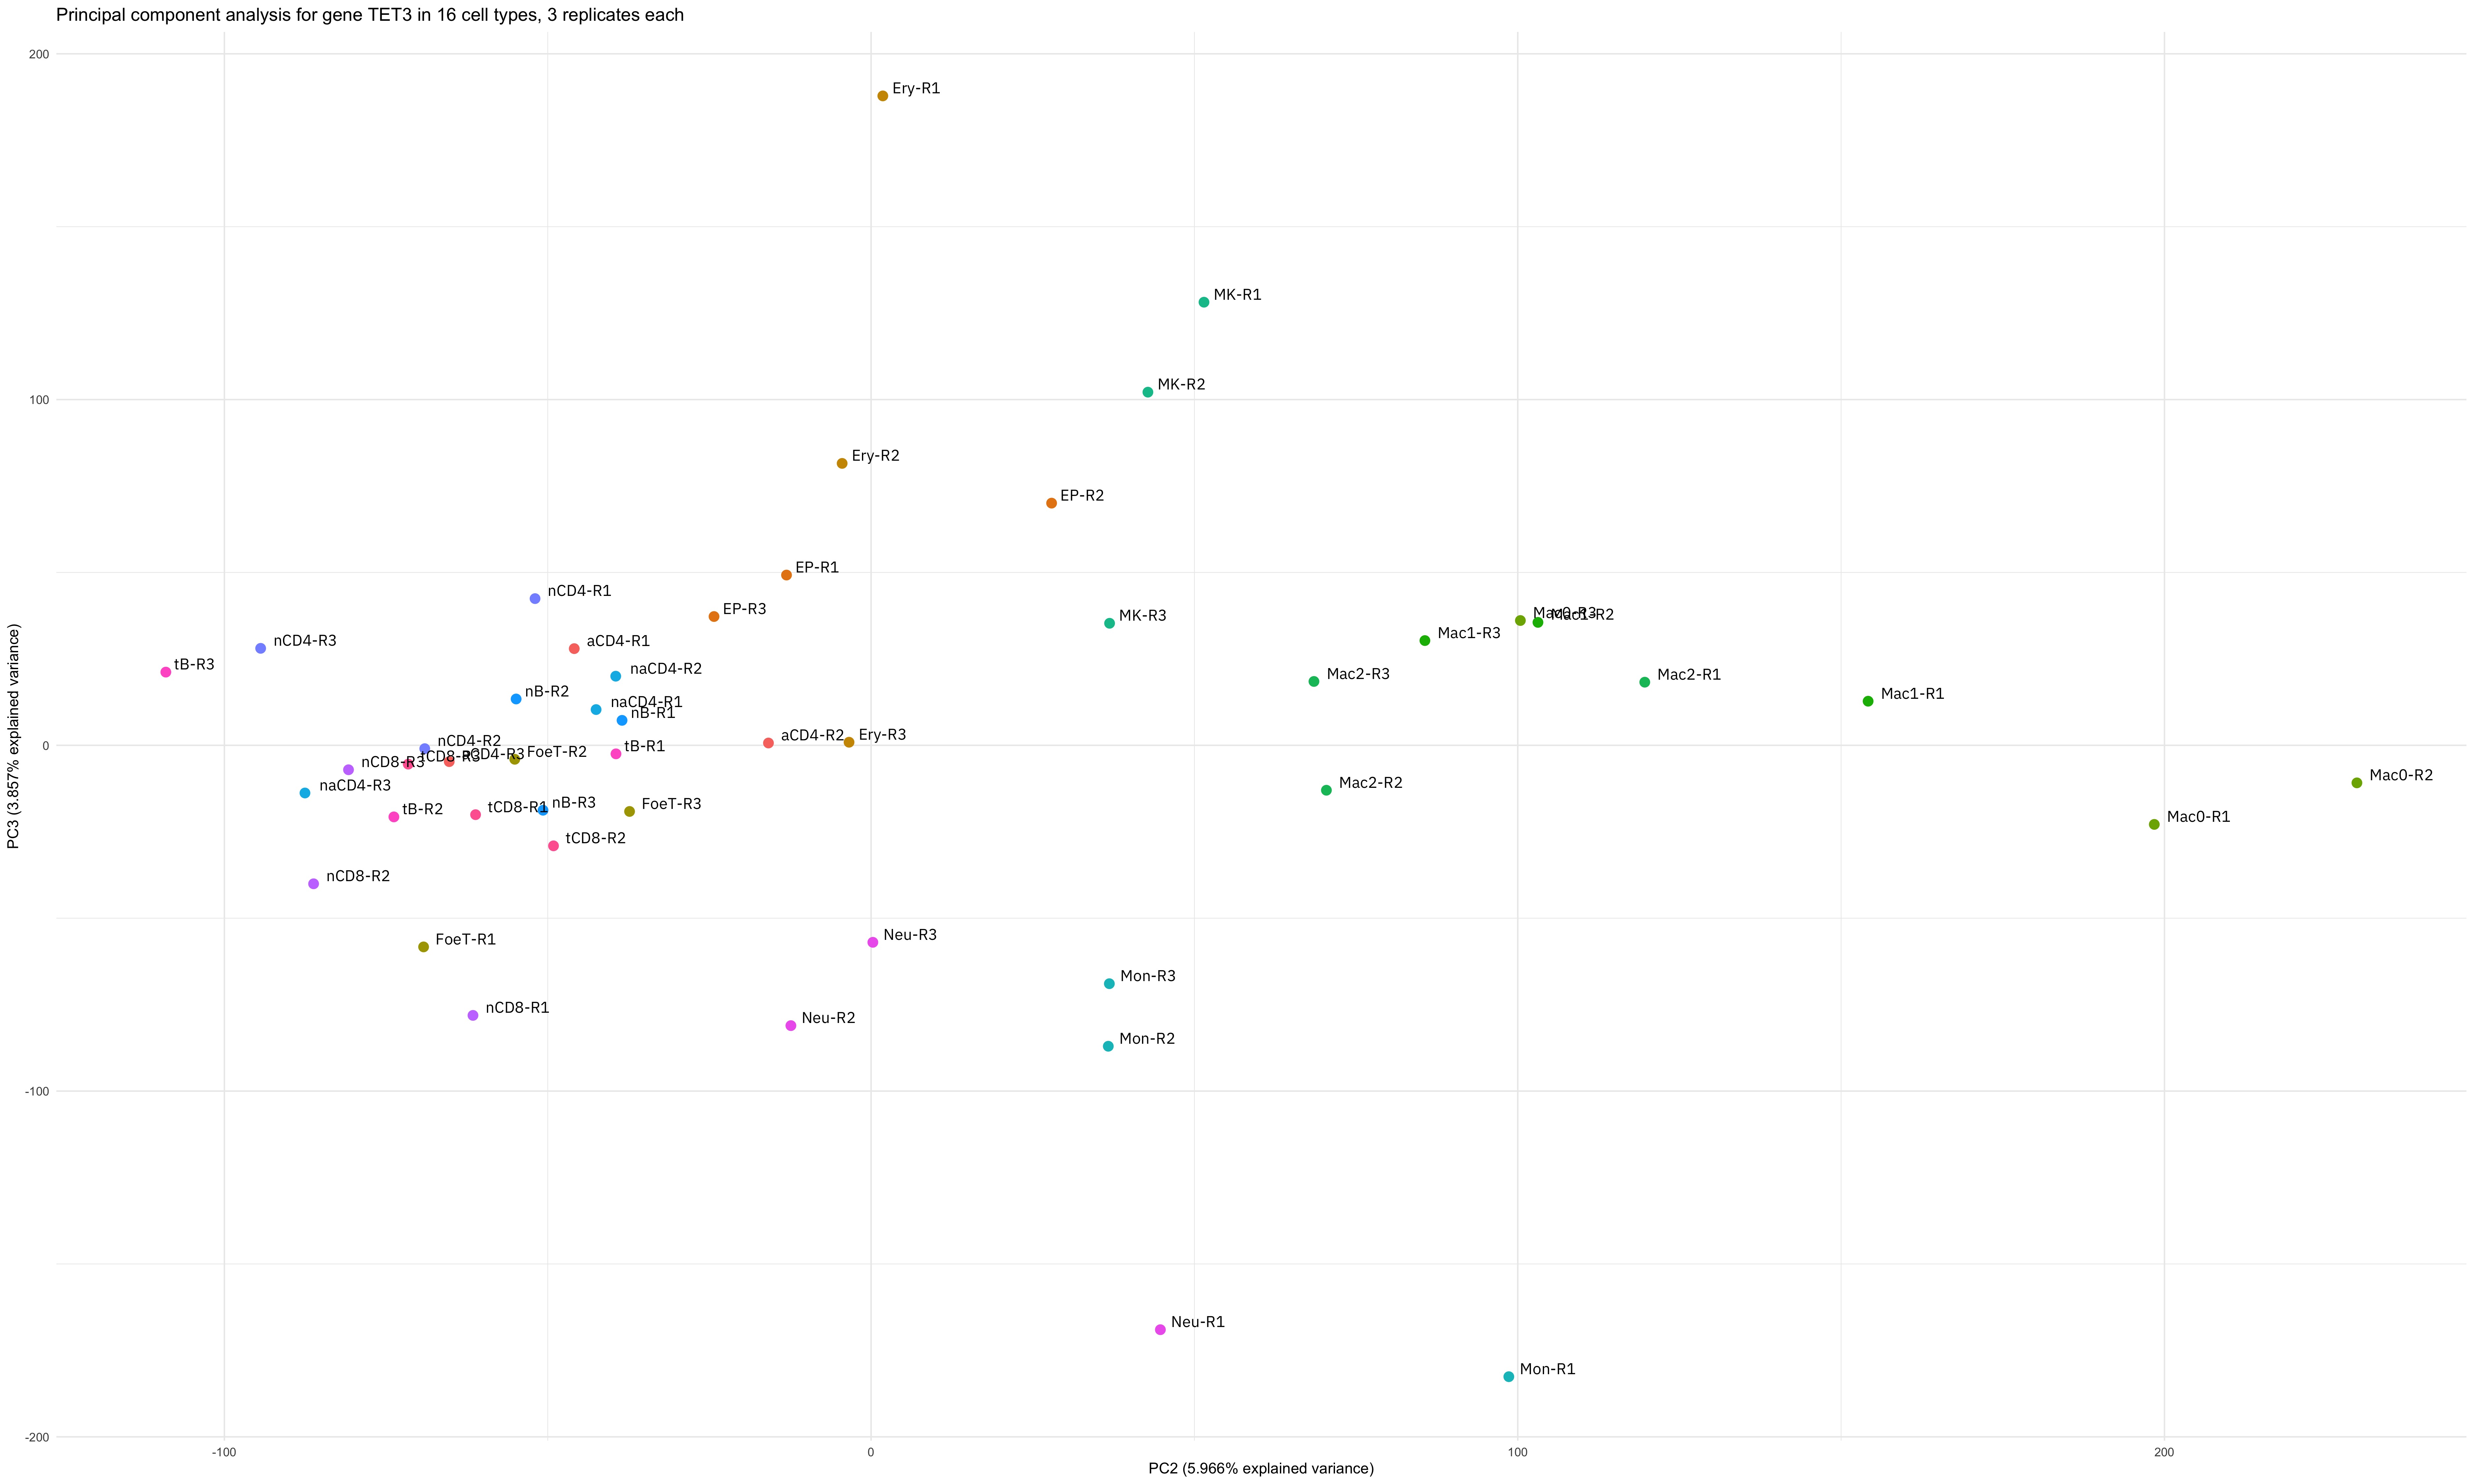 Principal component analysis for gene TET3 in 16 cell types, 3 replicates each
200
Ery-R1
MK-R1
MK-R2
100
Ery-R2
EP-R2
EP-R1
nCD4-R1
EP-R3
MK-R3
Mac0-R3
Mac1-R2
Mac1-R3
nCD4-R3
aCD4-R1
tB-R3
naCD4-R2
Mac2-R3
Mac2-R1
nB-R2
Mac1-R1
naCD4-R1
nB-R1
nCD4-R2
tB-R1
aCD4-R2
Ery-R3
0
nCD8-R3
tCD8-R3
aCD4-R3
FoeT-R2
naCD4-R3
Mac2-R2
Mac0-R2
tB-R2
tCD8-R1
nB-R3
FoeT-R3
Mac0-R1
tCD8-R2
nCD8-R2
FoeT-R1
Neu-R3
Mon-R3
nCD8-R1
Neu-R2
Mon-R2
-100
Neu-R1
Mon-R1
-200
-100
0
100
200
PC2 (5.966% explained variance)
PC3 (3.857% explained variance)